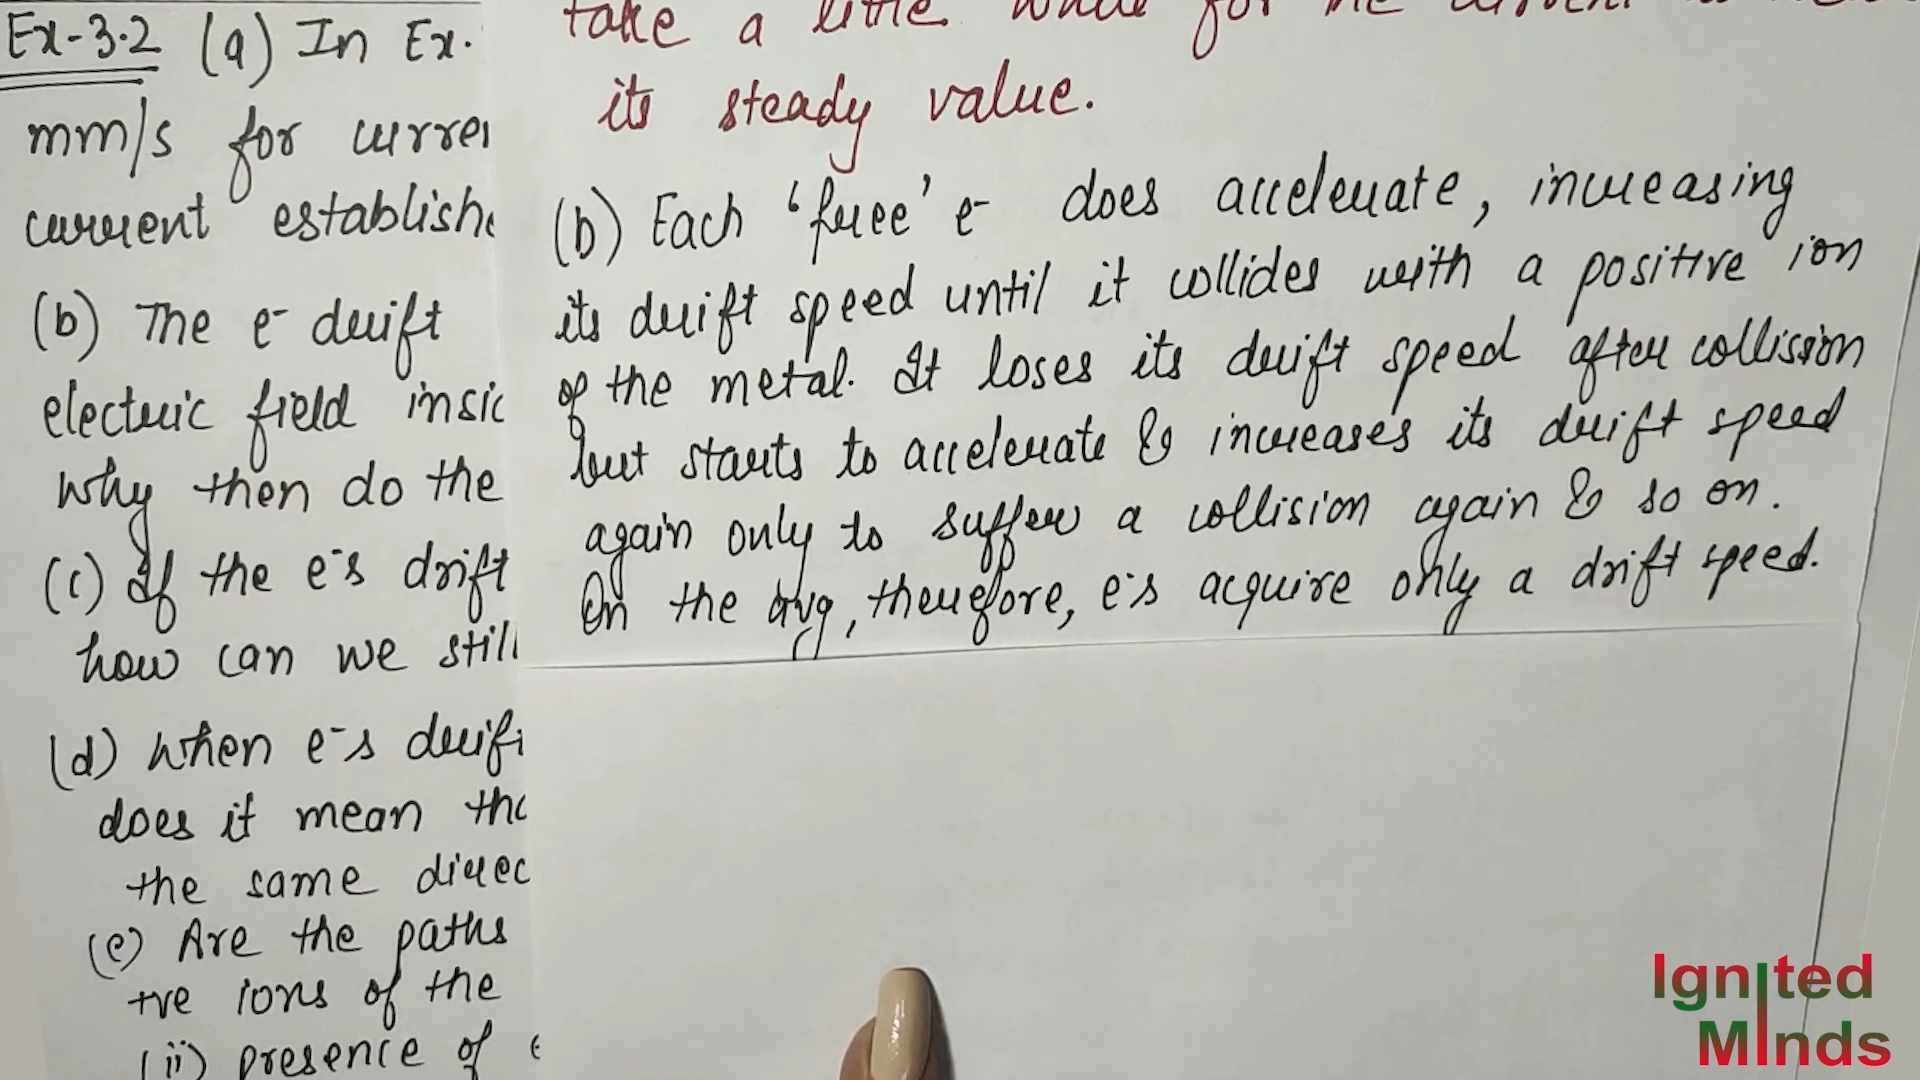 Ex-3.2 (a) In Ex.
mm/s for curren
current establishe
(b) The e- drift
electric field insid
why then do the
(c) If the e-s drift
how can we still
(d) When e-s drift
does it mean tha
the same direc
(e) Are the paths
+ve ions of the
(ii) presence of e
take a little while for the current
its steady value.
(b) Each 'free' e- does accelerate, increasing
its drift speed until it collides with a positive ion
of the metal. It loses its drift speed after collision
but starts to accelerate & increases its drift speed
again only to suffer a collision again & so on.
On the avg, therefore, e-s acquire only a drift speed.
Ignited
Minds